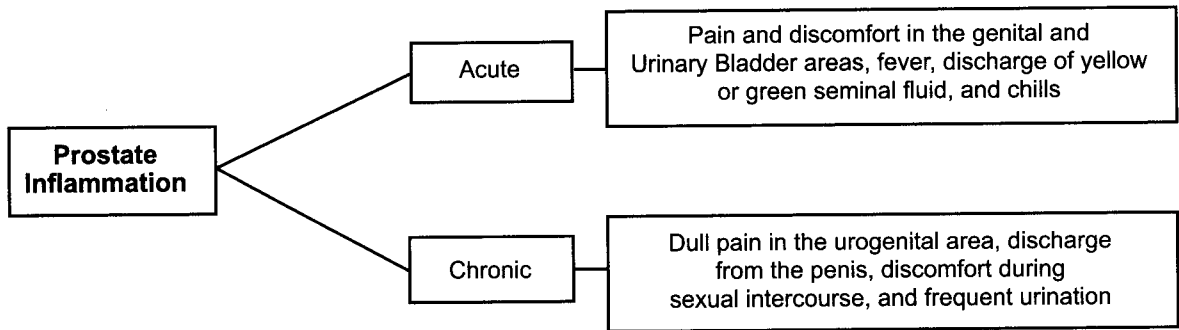 Pain and discomfort in the genital and
Urinary Bladder areas, fever, discharge of yellow
or green seminal fluid, and chills
Acute
Prostate
Inflammation
Chronic
Dull pain in the urogenital area, discharge
from the penis, discomfort during
sexual intercourse, and frequent urination